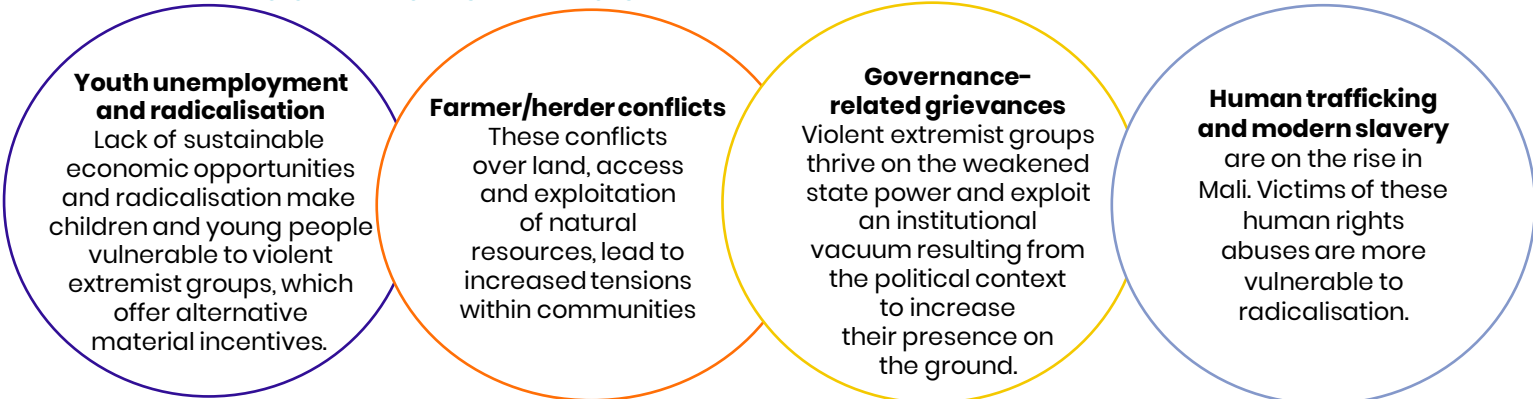 Youth unemployment
and radicalisation
Lack of sustainable
economic opportunities
and radicalisation make
children and young people
vulnerable to violent
extremist groups, which
offer alternative
material incentives.
Farmer/herder conflicts
These conflicts
over land, access
and exploitation
of natural
resources, lead to
increased tensions
within communities
Governance-
related grievances
Violent extremist groups
thrive on the weakened
state power and exploit
an institutional
vacuum resulting from
the political context
to increase
their presence on
the ground.
Human trafficking
and modern slavery
are on the rise in
Mali. Victims of these
human rights
abuses are more
vulnerable to
radicalisation.